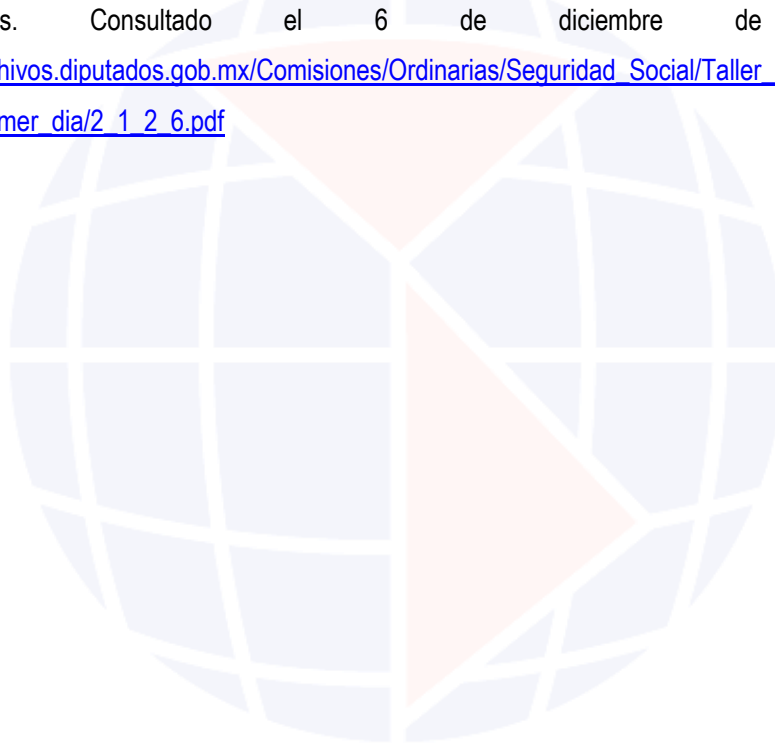 s. Consultado el 6 de diciembre de
hivos.diputados.gob.mx/Comisiones/Ordinarias/Seguridad_Social/Taller_
mer_dia/2_1_2_6.pdf